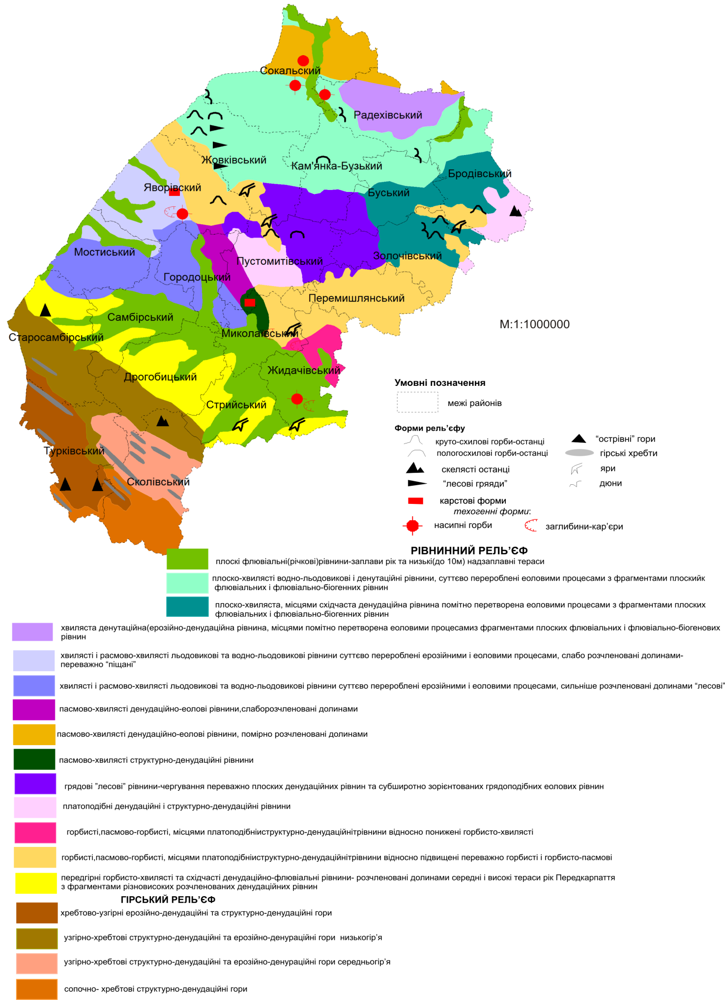 Сокальский
Радехівський
Жовківський
Кам'янка-Бузький
Бродівський
Яворівский
Буський
Мостиський
Пустомитівський
Золочівський
Городоцький
Перемишлянський
Самбірський
М:1:1000000
Старосамбірський
Миколаївський
Жидачівський
Дрогобицький
Стрийський
Турківський
Сколівський
Умовні позначення
межі районів
Форми рель’єфу
круто-схилові горби-останці
“острівні” гори
пологосхилові горби-останці
гірські хребти
скелясті останці
яри
“лесові гряяди”
дюни
карстові форми
техогенні форми:
насипні горби
заглибини-кар’єри
РІВНИННИЙ РЕЛЬ’ЄФ
плоскі флювіальні(річкові)рівнини-заплави рік та низькі(до 10м) надзаплавні тераси
плоско-хвилясті водно-льодовикові і денутаційні рівнини, суттєво перероблені еоловими процесами з фрагментами плоскийк
флювіальних і флювіально-біогенних рівнин
плоско-хвиляста, місцями східчаста денудаційна рівнина помітно перетворена еоловими процесами з фрагментами плоских
флювіальних і флювіально-біогенних рівнин
хвиляста денутаційна(ерозійно-денудаційна рівнина, місцями помітно перетворена еоловими процесамиз фрагментами плоских флювіальних і флювіально-біогенових
рівнин
хвилясті і расмово-хвилясті льодовикові та водно-льодовикові рівнини суттєво перероблені ерозійними і еоловими процесами, слабо розчленовані долинами-
переважно “піщані”
хвилясті і расмово-хвилясті льодовикові та водно-льодовикові рівнини суттєво перероблені ерозійними і еоловими процесами, сильніше розчленовані долинами “лесові”
пасмово-хвилясті денудаційно-еолові рівнини,слаборозчленовані долинами
пасмово-хвилясті денудаційно-еолові рівнини, помірно розчленовані долинами
пасмово-хвилясті структурно-денудаційні рівнини
грядові ”лесові” рівнини-чергування переважно плоских денудаційних рівнин та субширотно зорієнтованих грядоподібних еолових рівнин
платоподібні денудаційні і структурно-денудаційні рівнини
горбисті,пасмово-горбисті, місцями платоподібніиструктурно-денудаційнітрівнини відносно понижені горбисто-хвилясті
горбисті,пасмово-горбисті, місцями платоподібніиструктурно-денудаційнітрівнини відносно підвищені переважно горбисті і горбисто-пасмові
передгірні горбисто-хвилясті та східчасті денудаційно-флювіальні рівнини- розчленовані долинами середні і високі тераси рік Передкарпаття
з фрагментами різновисоких розчленованих денудаційних рівнин
ГІРСЬКИЙ РЕЛЬ’ЄФ
хребтово-узгірні ерозійно-денудаційні та структурно-денудаційні гори
узгірно-хребтові структурно-денудаційні та ерозійно-денураційні гори  низькогір’я
узгірно-хребтові структурно-денудаційні та ерозійно-денураційні гори середньогір’я
сопочно- хребтові структурно-денудаційні гори